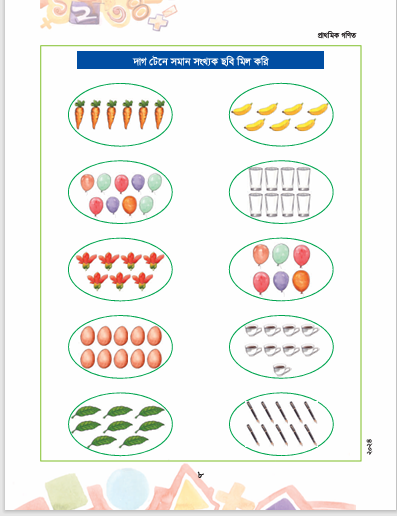 প্রাথমিক গণিত
দাগ টেনে সমান সংখ্যক ছবি মিল করি
৮
২০২৪